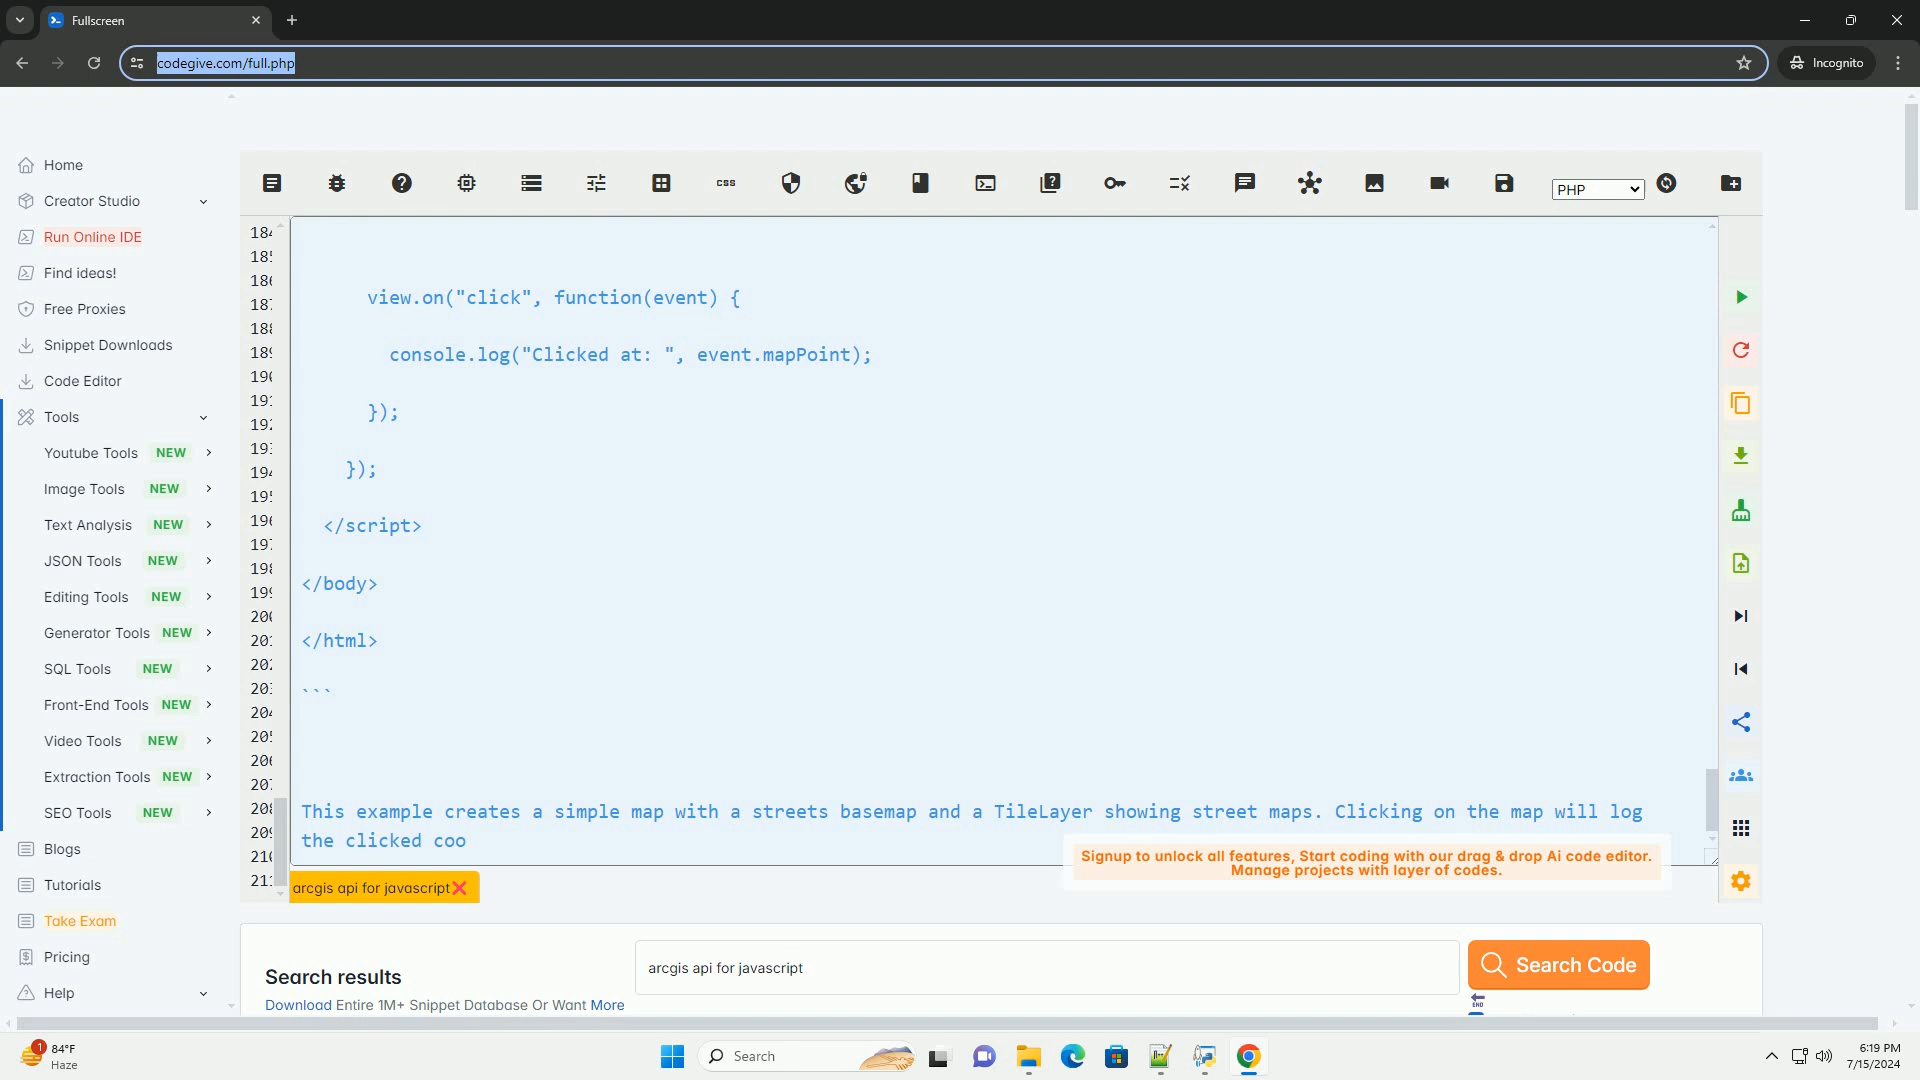 Fullscreen
codegive.com/full.php
Incognito
Home
Creator Studio
Run Online IDE
Find ideas!
Free Proxies
Snippet Downloads
Code Editor
Tools
Youtube Tools NEW
Image Tools NEW
Text Analysis NEW
JSON Tools NEW
Editing Tools NEW
Generator Tools NEW
SQL Tools NEW
Front-End Tools NEW
Video Tools NEW
Extraction Tools NEW
SEO Tools NEW
Blogs
Tutorials
Take Exam
Pricing
Help
CSS
PHP
view.on("click", function(event) {
console.log("Clicked at: ", event.mapPoint);
});
});
</script>
</body>
</html>
```
This example creates a simple map with a streets basemap and a TileLayer showing street maps. Clicking on the map will log
the clicked coo
Signup to unlock all features, Start coding with our drag & drop Ai code editor.
Manage projects with layer of codes.
arcgis api for javascript
Search results
Download Entire 1M+ Snippet Database Or Want More
arcgis api for javascript
Search Code
END
1
84°F
Haze
Search
6:19 PM
7/15/2024